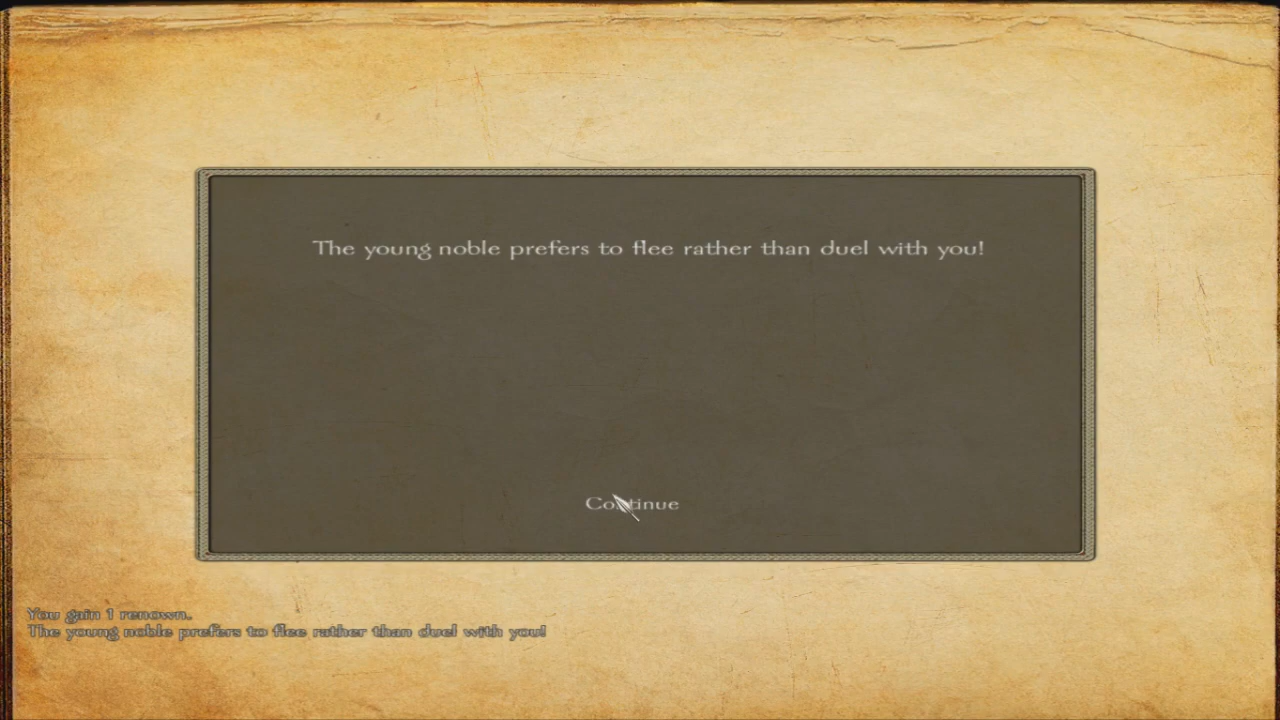 The young noble prefers to flee rather than duel with you!
Continue
You gain 1 renown.
The young noble prefers to flee rather than duel with you!